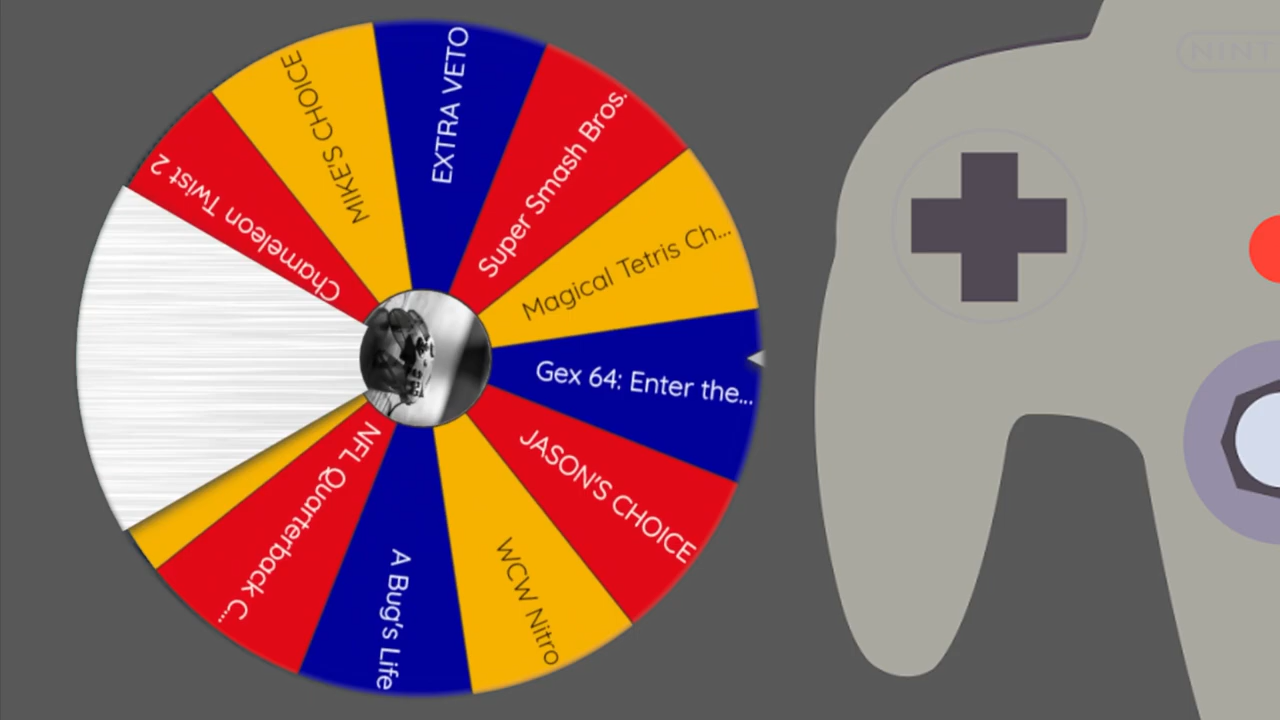 Chameleon Twist 2
MIKE'S CHOICE
EXTRA VETO
Super Smash Bros.
Magical Tetris Ch...
Gex 64: Enter the...
JASON'S CHOICE
WCW Nitro
A Bug's Life
NFL Quarterback C...